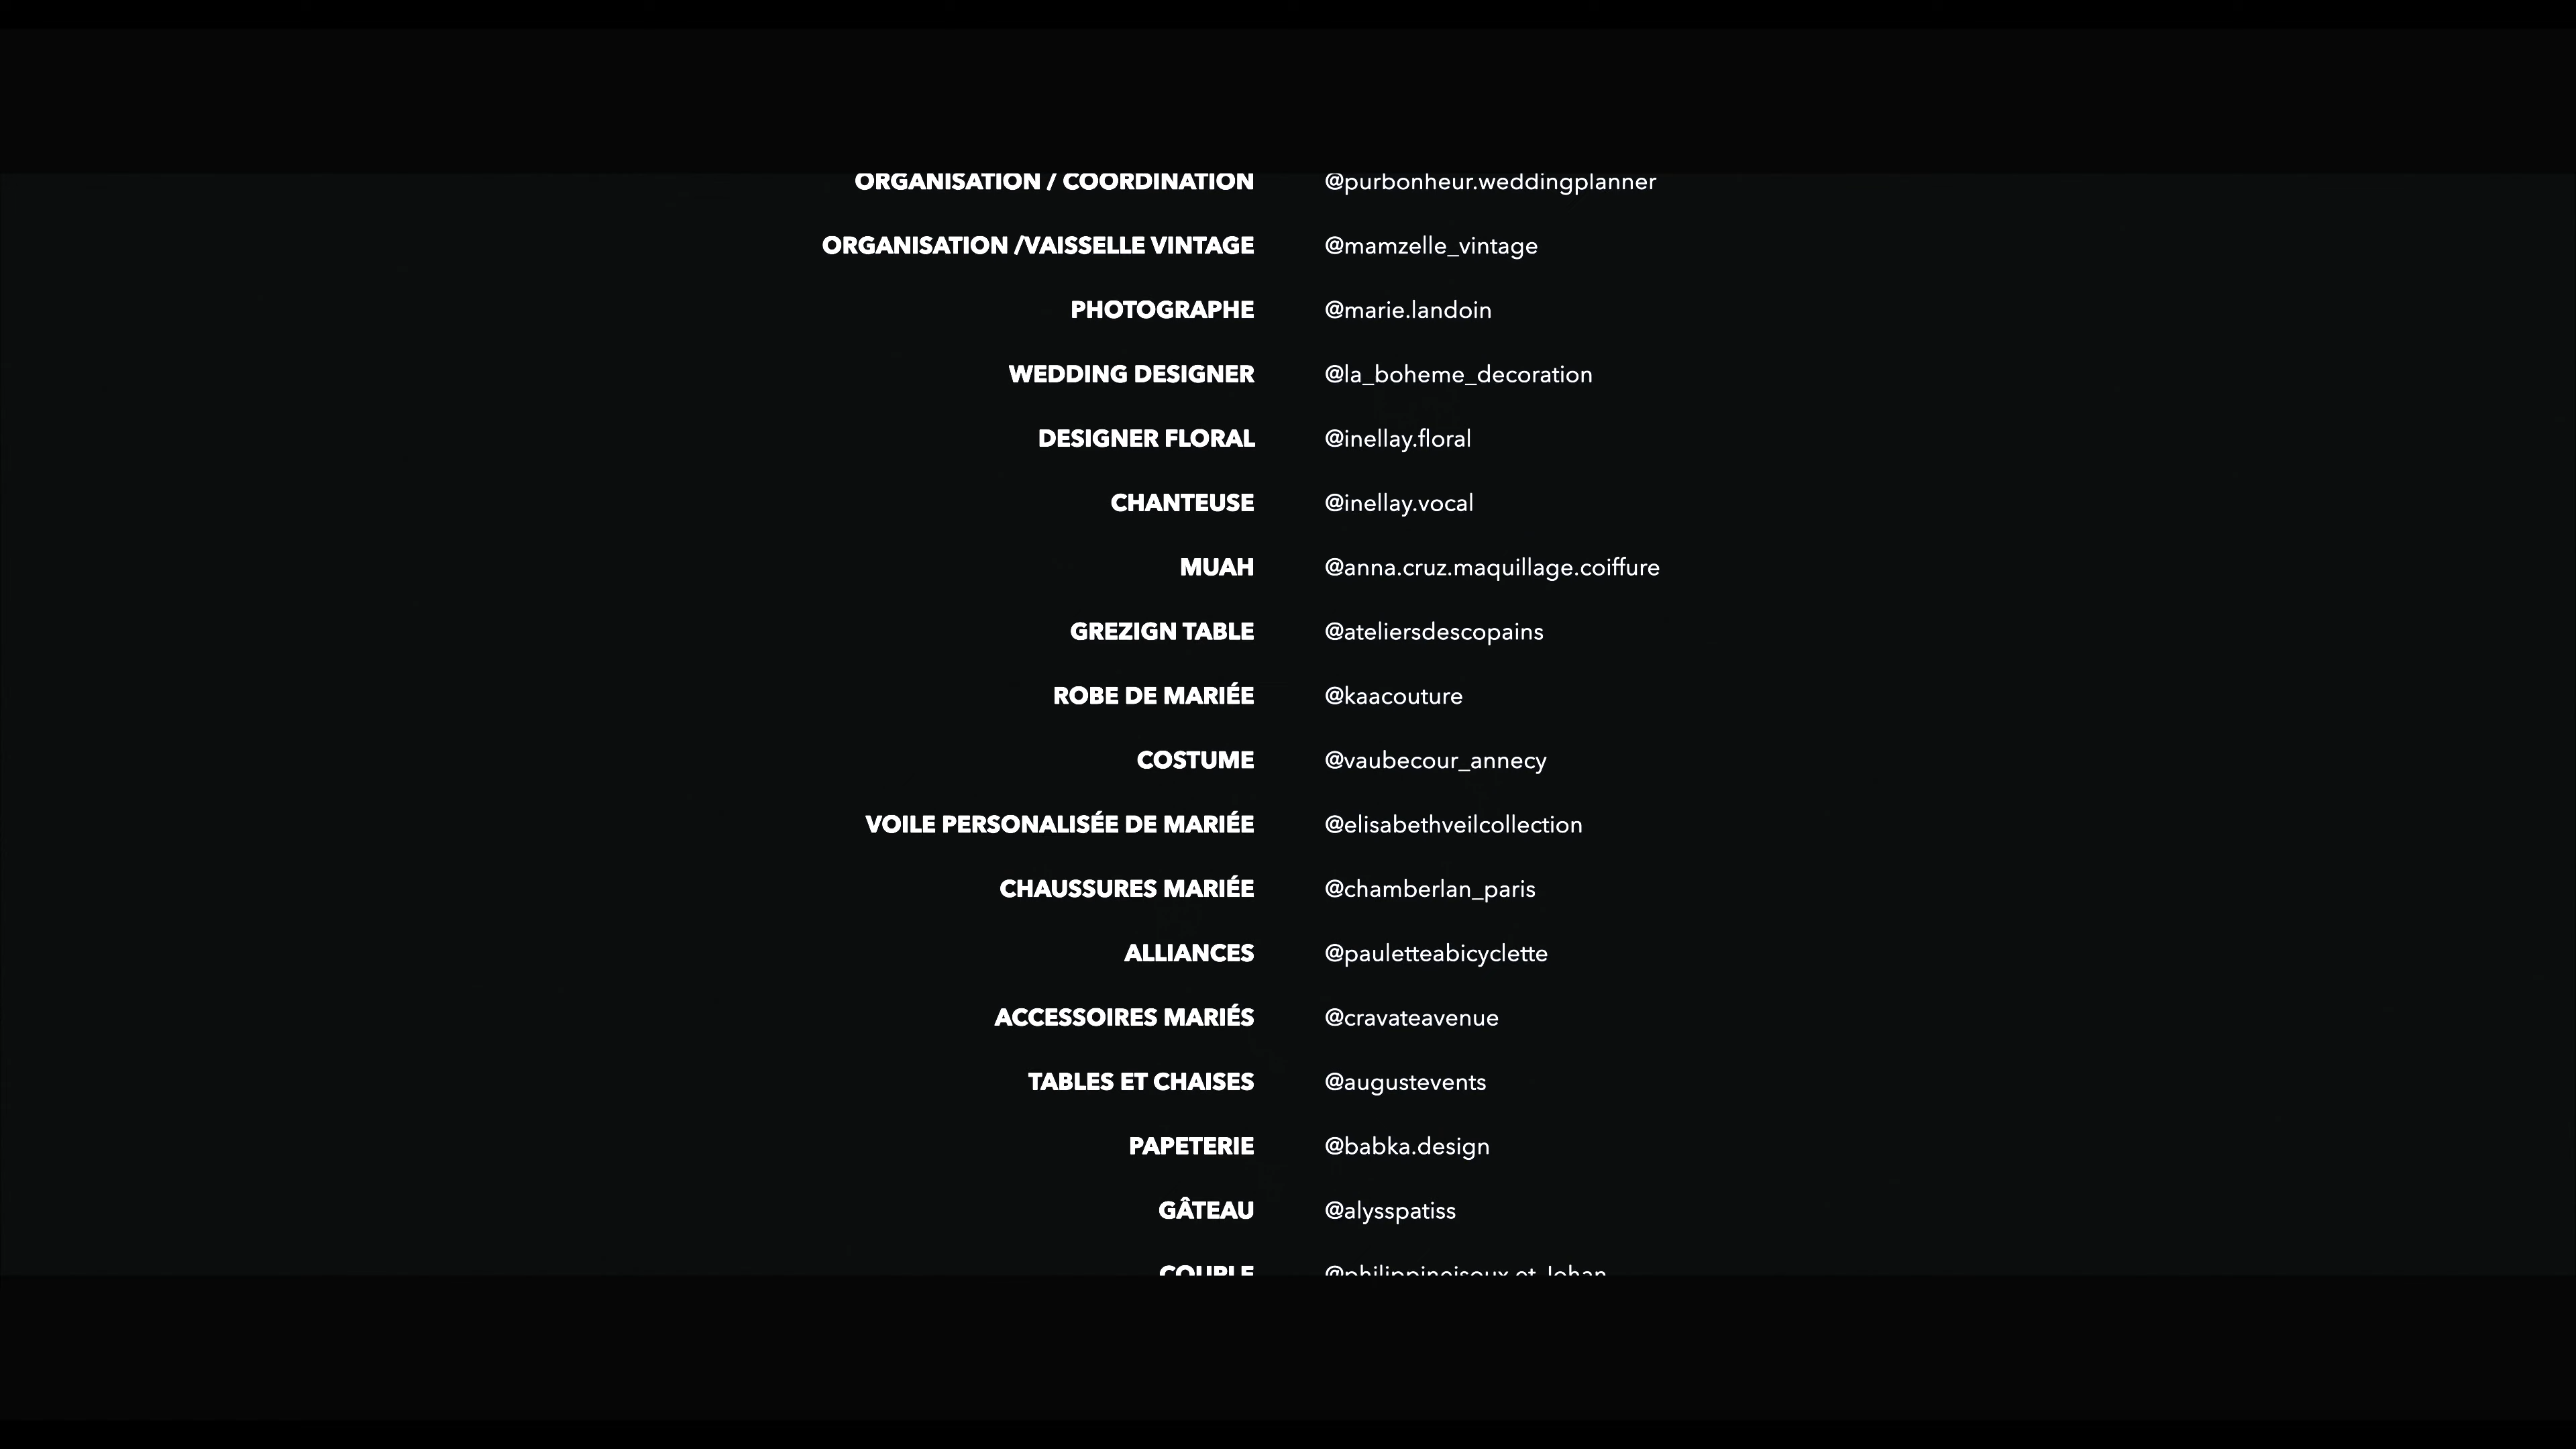 ORGANISATION / COORDINATION @purbonheur.weddingplanner
ORGANISATION /VAISSELLE VINTAGE @mamzelle_vintage
PHOTOGRAPHE @marie.landoin
WEDDING DESIGNER @la_boheme_decoration
DESIGNER FLORAL @inellay.floral
CHANTEUSE @inellay.vocal
MUAH @anna.cruz.maquillage.coiffure
GREZIGN TABLE @ateliersdescopains
ROBE DE MARIÉE @kaacouture
COSTUME @vaubecour_annecy
VOILE PERSONALISÉE DE MARIÉE @elisabethveilcollection
CHAUSSURES MARIÉE @chamberlan_paris
ALLIANCES @pauletteabicyclette
ACCESSOIRES MARIÉS @cravateavenue
TABLES ET CHAISES @augustevents
PAPETERIE @babka.design
GÂTEAU @alysspatiss
COUPLE